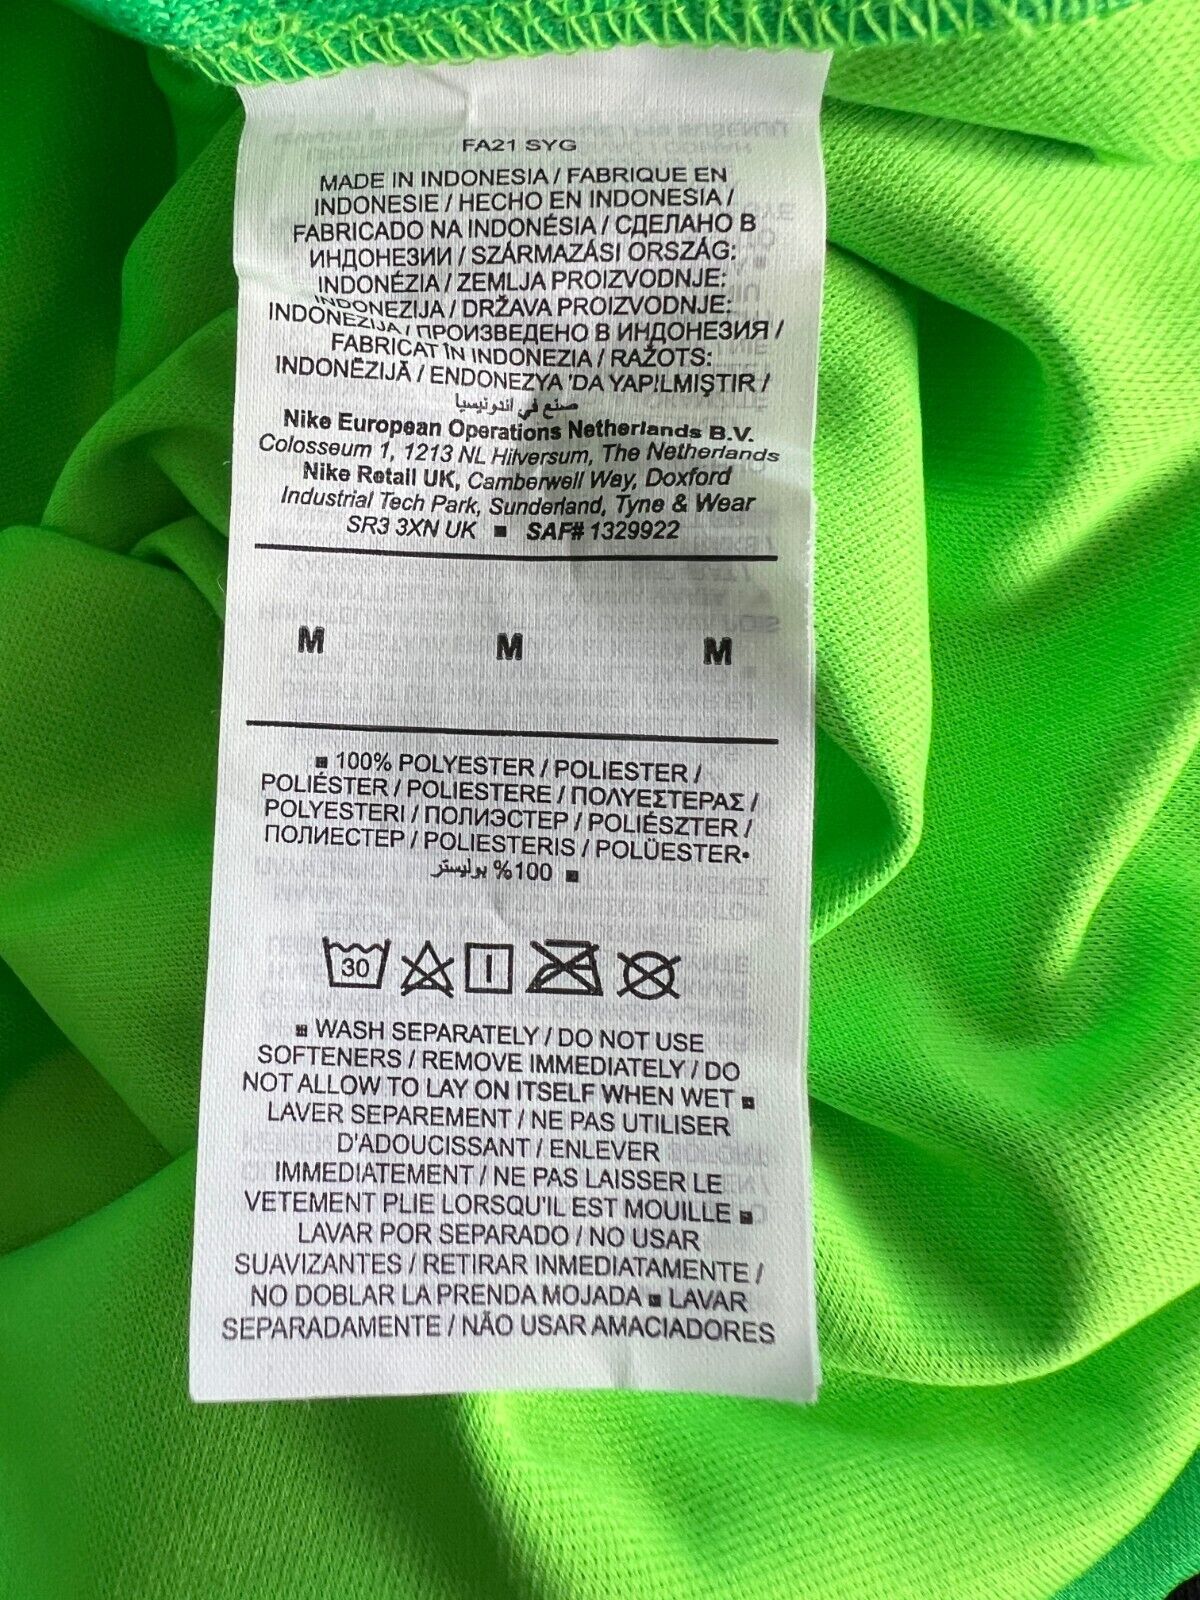 FA21 SYG
MADE IN INDONESIA / FABRIQUE EN
INDONESIE / HECHO EN INDONESIA /
FABRICADO NA INDONÉSIA / СДЕЛАНО В
ИНДОНЕЗИИ / SZÁRMAZÁSI ORSZÁG:
INDONÉZIA / ZEMLJA PROIZVODNJE:
INDONEZIJA / DRŽAVA PROIZVODNJE:
INDONEZIJA / ПРОИЗВЕДЕНО В ИНДОНЕЗИЯ /
FABRICAT ÎN INDONEZIA / RAŽOTS:
INDONĒZIJĀ / ENDONEZYA 'DA YAPILMIŞTIR /
صنع في اندونيسيا
Nike European Operations Netherlands B.V.
Colosseum 1, 1213 NL Hilversum, The Netherlands
Nike Retail UK, Camberwell Way, Doxford
Industrial Tech Park, Sunderland, Tyne & Wear
SR3 3XN UK ▪ SAF# 1329922
M M M
▪ 100% POLYESTER / POLIESTER /
POLIÉSTER / POLIESTERE / ΠΟΛΥΕΣΤΕΡΑΣ /
POLYESTERI / ПОЛИЭСТЕР / POLIÉSZTER /
ПОЛИЕСТЕР / POLIESTERIS / POLÜESTER•
100% بوليستر ▪
30
▪ WASH SEPARATELY / DO NOT USE
SOFTENERS / REMOVE IMMEDIATELY / DO
NOT ALLOW TO LAY ON ITSELF WHEN WET ▪
LAVER SEPAREMENT / NE PAS UTILISER
D'ADOUCISSANT / ENLEVER
IMMEDIATEMENT / NE PAS LAISSER LE
VETEMENT PLIE LORSQU'IL EST MOUILLE ▪
LAVAR POR SEPARADO / NO USAR
SUAVIZANTES / RETIRAR INMEDIATAMENTE /
NO DOBLAR LA PRENDA MOJADA ▪ LAVAR
SEPARADAMENTE / NÃO USAR AMACIADORES